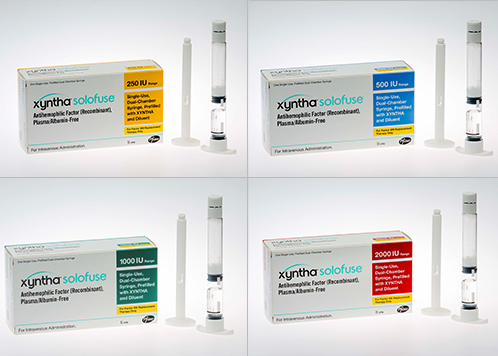 250 IU Range
xyntha solofuse
Antihemophilic Factor (Recombinant),
Plasma/Albumin-Free
Single-Use,
Dual-Chamber
Syringe, Prefilled
with XYNTHA
and Diluent
For Intravenous Administration.
Pfizer
500 IU Range
xyntha solofuse
Antihemophilic Factor (Recombinant),
Plasma/Albumin-Free
Single-Use,
Dual-Chamber
Syringe, Prefilled
with XYNTHA
and Diluent
For Intravenous Administration.
Pfizer
1000 IU Range
xyntha solofuse
Antihemophilic Factor (Recombinant),
Plasma/Albumin-Free
Single-Use,
Dual-Chamber
Syringe, Prefilled
with XYNTHA
and Diluent
For Intravenous Administration.
Pfizer
2000 IU Range
xyntha solofuse
Antihemophilic Factor (Recombinant),
Plasma/Albumin-Free
Single-Use,
Dual-Chamber
Syringe, Prefilled
with XYNTHA
and Diluent
For Intravenous Administration.
Pfizer